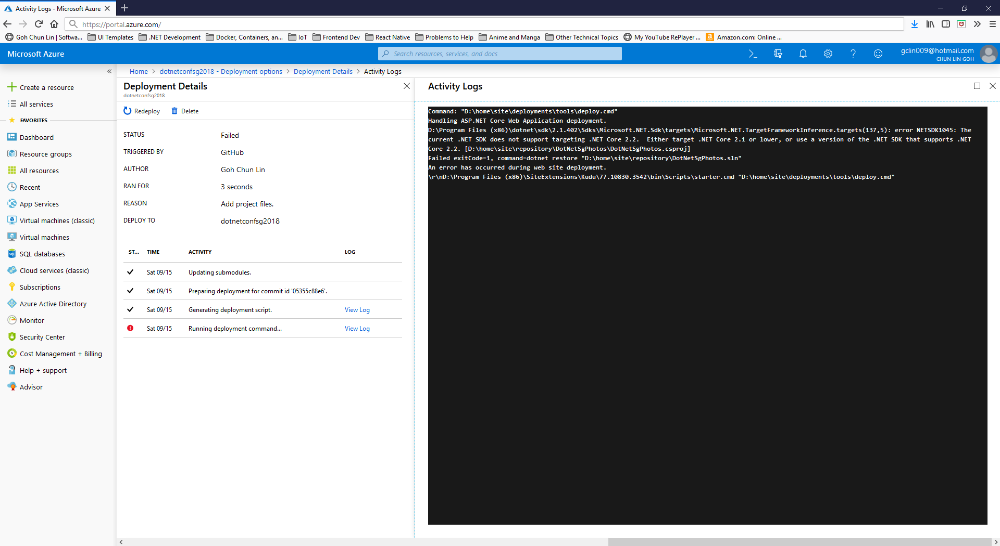 Activity Logs - Microsoft Azure
https://portal.azure.com/
Goh Chun Lin | Softwa...
UI Templates
.NET Development
Docker, Containers, an...
IoT
Frontend Dev
React Native
Problems to Help
Anime and Manga
Other Technical Topics
My YouTube RePlayer ...
Amazon.com: Online ...
Microsoft Azure
Search resources, services, and docs
gclin009@hotmail.com
CHUN LIN GOH
Home > dotnetconfsg2018 - Deployment options > Deployment Details > Activity Logs
Create a resource
All services
FAVORITES
Dashboard
Resource groups
All resources
Recent
App Services
Virtual machines (classic)
Virtual machines
SQL databases
Cloud services (classic)
Subscriptions
Azure Active Directory
Monitor
Security Center
Cost Management + Billing
Help + support
Advisor
Deployment Details
dotnetconfsg2018
Redeploy
Delete
STATUS Failed
TRIGGERED BY GitHub
AUTHOR Goh Chun Lin
RAN FOR 3 seconds
REASON Add project files.
DEPLOY TO dotnetconfsg2018
ST... TIME ACTIVITY LOG
Sat 09/15 Updating submodules.
Sat 09/15 Preparing deployment for commit id '05355c88e6'.
Sat 09/15 Generating deployment script. View Log
Sat 09/15 Running deployment command... View Log
Activity Logs
Command: "D:\home\site\deployments\tools\deploy.cmd"
Handling ASP.NET Core Web Application deployment.
D:\Program Files (x86)\dotnet\sdk\2.1.402\Sdks\Microsoft.NET.Sdk\targets\Microsoft.NET.TargetFrameworkInference.targets(137,5): error NETSDK1045: The
current .NET SDK does not support targeting .NET Core 2.2.  Either target .NET Core 2.1 or lower, or use a version of the .NET SDK that supports .NET
Core 2.2. [D:\home\site\repository\DotNetSgPhotos\DotNetSgPhotos.csproj]
Failed exitCode=1, command=dotnet restore "D:\home\site\repository\DotNetSgPhotos.sln"
An error has occurred during web site deployment.
\r\nD:\Program Files (x86)\SiteExtensions\Kudu\77.10830.3542\bin\Scripts\starter.cmd "D:\home\site\deployments\tools\deploy.cmd"